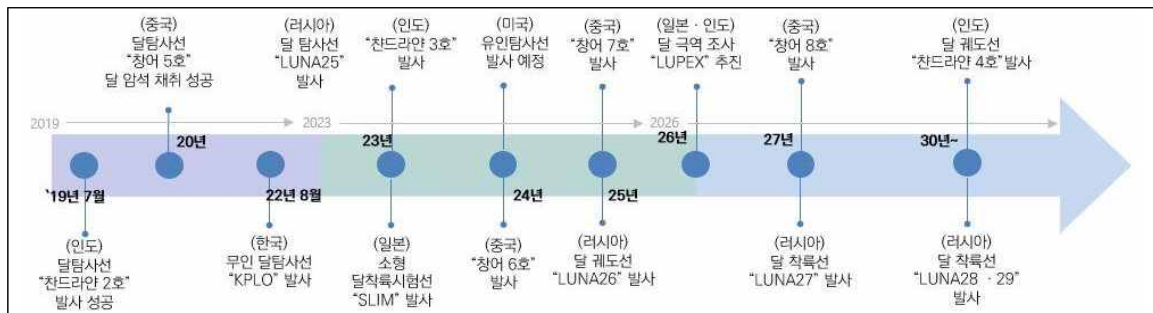 (중국)
달탐사선
“창어 5호”
달 암석 채취 성공
(러시아)
달 탐사선
“LUNA25”
발사
(인도)
“챤드라얀 3호”
발사
(미국)
유인탐사선
발사 예정
(중국)
“창어 7호”
발사
(일본 · 인도)
달 극역 조사
“LUPEX” 추진
(중국)
“창어 8호”
발사
(인도)
달 궤도선
“챤드라얀 4호”발사
2019
2023
2026
20년
23년
26년
27년
30년~
`19년 7월
22년 8월
24년
25년
(인도)
달탐사선
“찬드라얀 2호”
발사 성공
(한국)
무인 달탐사선
“KPLO” 발사
(일본)
소형
달착륙시험선
“SLIM” 발사
(중국)
“창어 6호”
발사
(러시아)
달 궤도선
“LUNA26” 발사
(러시아)
달 착륙선
“LUNA27” 발사
(러시아)
달 착륙선
“LUNA28 · 29”
발사